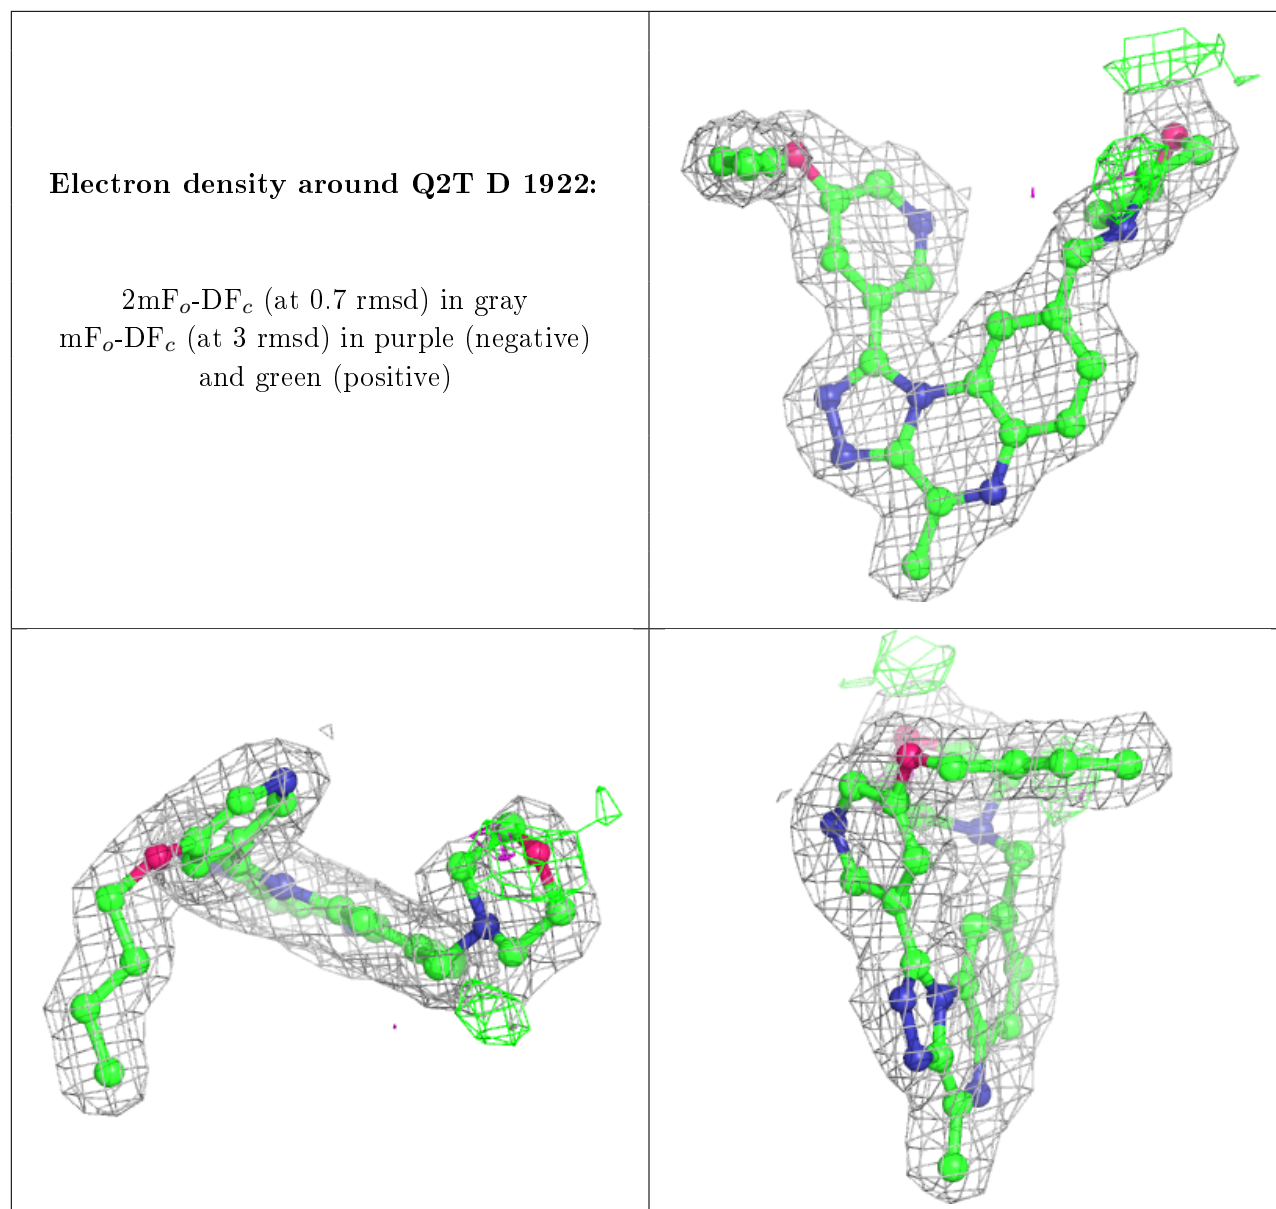 Electron density around Q2T D 1922:
2mFₒ-DF𝒸 (at 0.7 rmsd) in gray
mFₒ-DF𝒸 (at 3 rmsd) in purple (negative)
and green (positive)